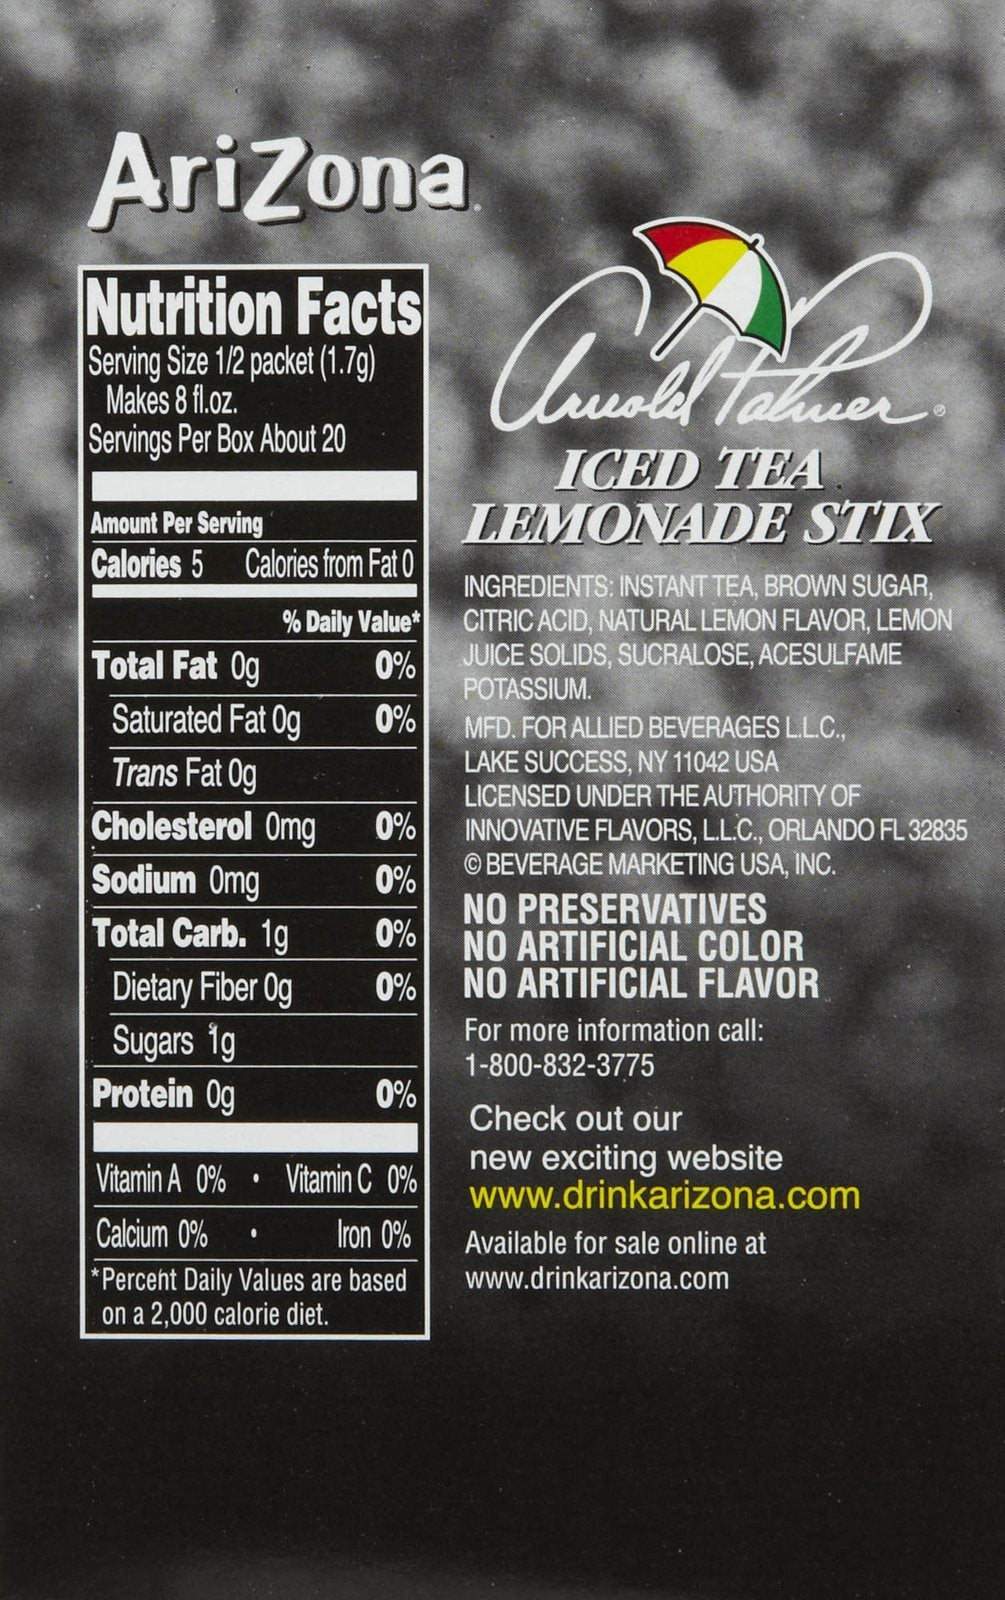 AriZona
Nutrition Facts
Serving Size 1/2 packet (1.7g)
Makes 8 fl.oz.
Servings Per Box About 20
Amount Per Serving
Calories 5 Calories from Fat 0
% Daily Value*
Total Fat 0g 0%
Saturated Fat 0g 0%
Trans Fat 0g
Cholesterol 0mg 0%
Sodium 0mg 0%
Total Carb. 1g 0%
Dietary Fiber 0g 0%
Sugars 1g
Protein 0g 0%
Vitamin A 0% • Vitamin C 0%
Calcium 0% • Iron 0%
*Percent Daily Values are based
on a 2,000 calorie diet.
Arnold Palmer®
ICED TEA
LEMONADE STIX
INGREDIENTS: INSTANT TEA, BROWN SUGAR,
CITRIC ACID, NATURAL LEMON FLAVOR, LEMON
JUICE SOLIDS, SUCRALOSE, ACESULFAME
POTASSIUM.
MFD. FOR ALLIED BEVERAGES L.L.C.,
LAKE SUCCESS, NY 11042 USA
LICENSED UNDER THE AUTHORITY OF
INNOVATIVE FLAVORS, L.L.C., ORLANDO FL 32835
© BEVERAGE MARKETING USA, INC.
NO PRESERVATIVES
NO ARTIFICIAL COLOR
NO ARTIFICIAL FLAVOR
For more information call:
1-800-832-3775
Check out our
new exciting website
www.drinkarizona.com
Available for sale online at
www.drinkarizona.com